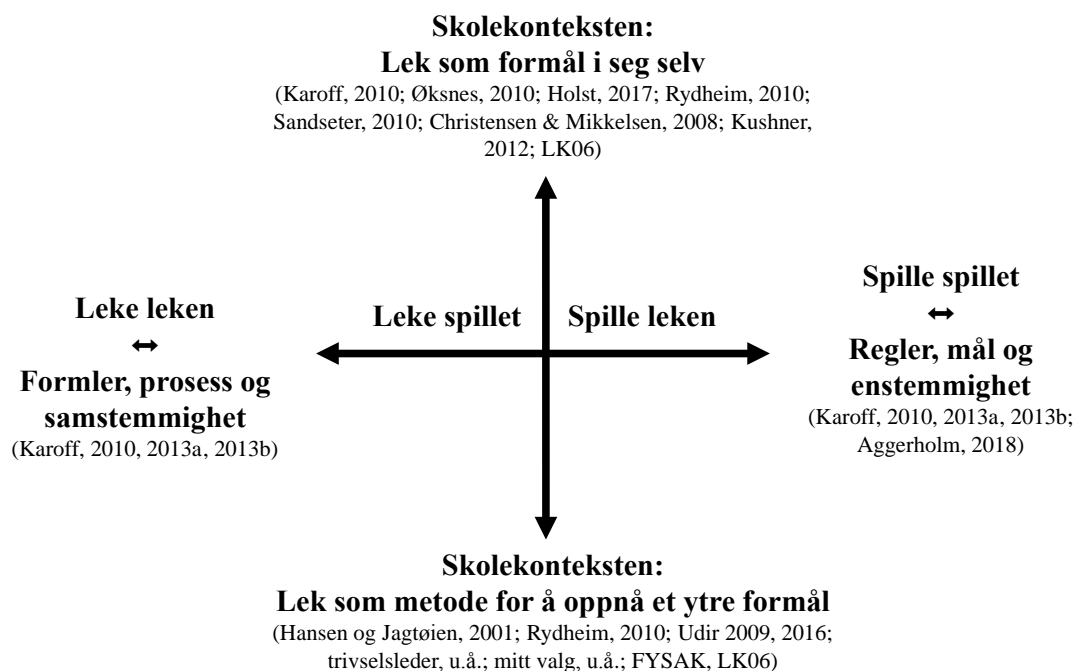 Skolekonteksten:
Lek som formål i seg selv
(Karoff, 2010; Øksnes, 2010; Holst, 2017; Rydheim, 2010;
Sandseter, 2010; Christensen & Mikkelsen, 2008; Kushner,
2012; LK06)
Leke leken
↔
Formler, prosess og
samstemmighet
(Karoff, 2010, 2013a, 2013b)
Leke spillet
Spille leken
Spille spillet
↔
Regler, mål og
enstemmighet
(Karoff, 2010, 2013a, 2013b;
Aggerholm, 2018)
Skolekonteksten:
Lek som metode for å oppnå et ytre formål
(Hansen og Jagtøien, 2001; Rydheim, 2010; Udir 2009, 2016;
trivselsleder, u.å.; mitt valg, u.å.; FYSAK, LK06)